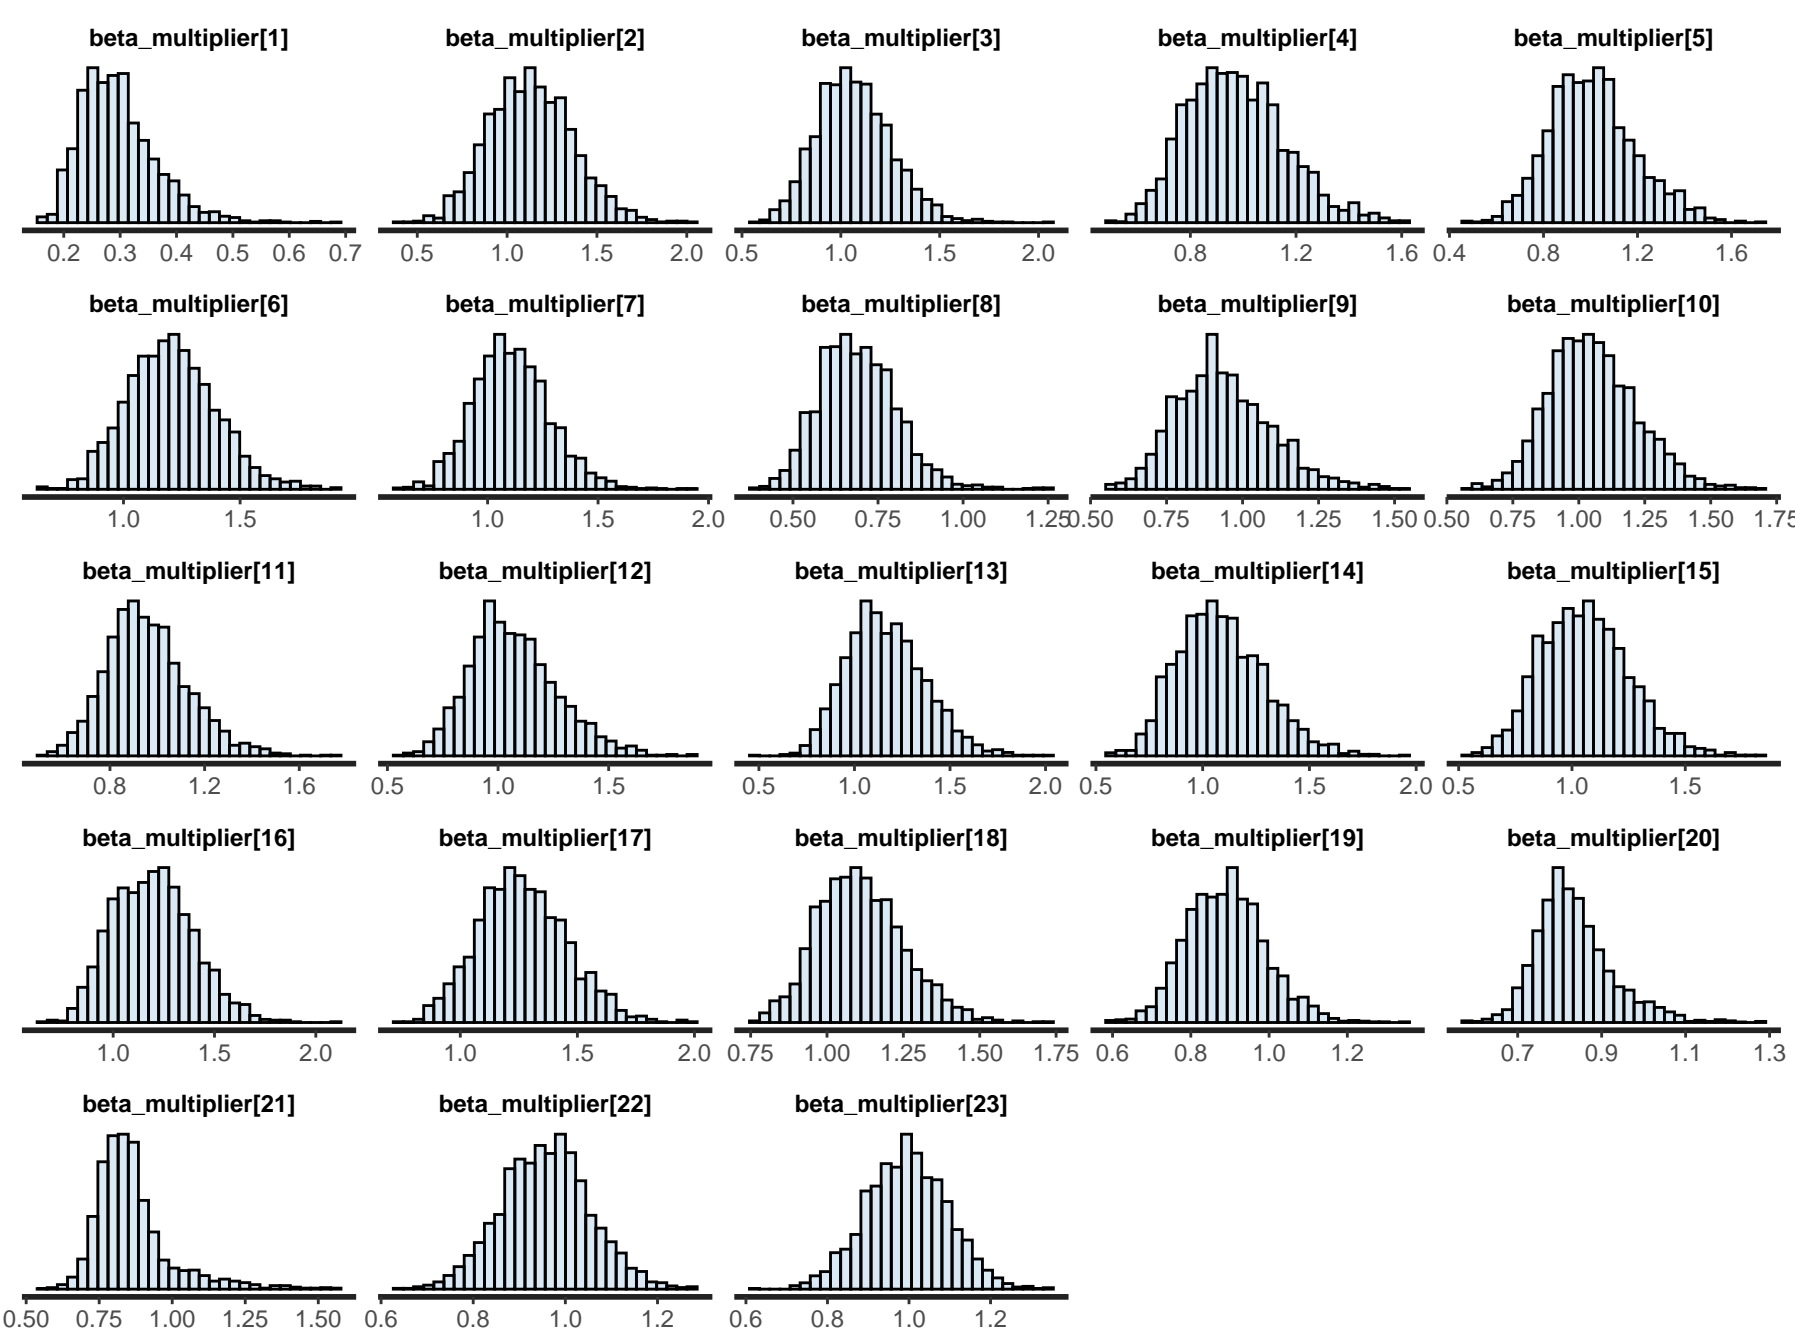 beta_multiplier[1] beta_multiplier[2] beta_multiplier[3] beta_multiplier[4] beta_multiplier[5]
0.2 0.3 0.4 0.5 0.6 0.7 0.5 1.0 1.5 2.0 0.5 1.0 1.5 2.0 0.8 1.2 1.6 0.4 0.8 1.2 1.6
beta_multiplier[6] beta_multiplier[7] beta_multiplier[8] beta_multiplier[9] beta_multiplier[10]
1.0 1.5 1.0 1.5 2.0 0.50 0.75 1.00 1.25 0.50 0.75 1.00 1.25 1.50 0.50 0.75 1.00 1.25 1.50 1.75
beta_multiplier[11] beta_multiplier[12] beta_multiplier[13] beta_multiplier[14] beta_multiplier[15]
0.8 1.2 1.6 0.5 1.0 1.5 0.5 1.0 1.5 2.0 0.5 1.0 1.5 2.0 0.5 1.0 1.5
beta_multiplier[16] beta_multiplier[17] beta_multiplier[18] beta_multiplier[19] beta_multiplier[20]
1.0 1.5 2.0 1.0 1.5 2.0 0.75 1.00 1.25 1.50 1.75 0.6 0.8 1.0 1.2 0.7 0.9 1.1 1.3
beta_multiplier[21] beta_multiplier[22] beta_multiplier[23]
0.50 0.75 1.00 1.25 1.50 0.6 0.8 1.0 1.2 0.6 0.8 1.0 1.2